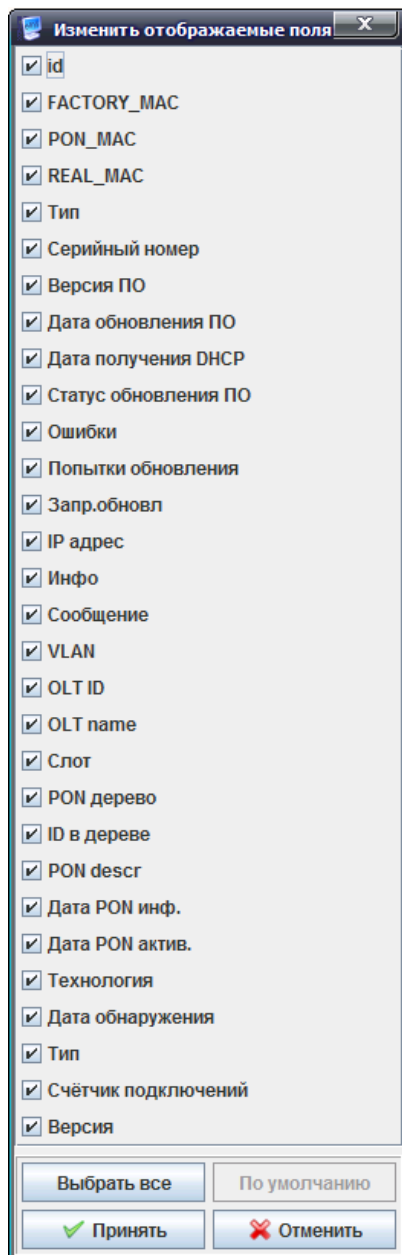 Изменить отображаемые поля
id
FACTORY_MAC
PON_MAC
REAL_MAC
Тип
Серийный номер
Версия ПО
Дата обновления ПО
Дата получения DHCP
Статус обновления ПО
Ошибки
Попытки обновления
Запр.обновл
IP адрес
Инфо
Сообщение
VLAN
OLT ID
OLT name
Слот
PON дерево
ID в дереве
PON descr
Дата PON инф.
Дата PON актив.
Технология
Дата обнаружения
Тип
Счётчик подключений
Версия
Выбрать все По умолчанию
Принять Отменить